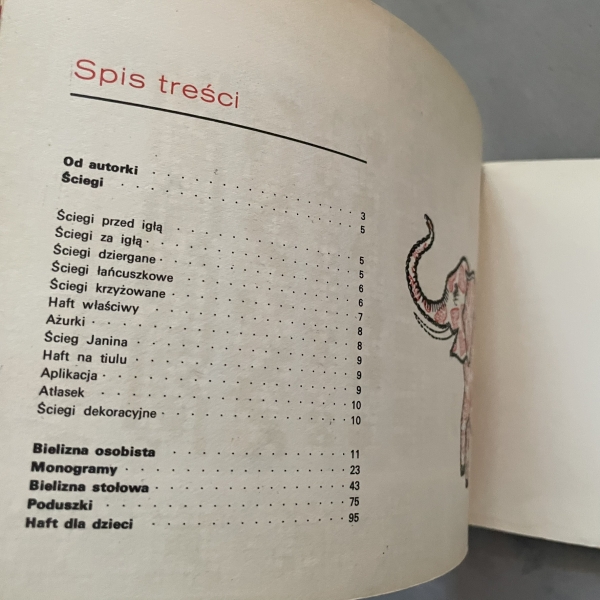 Spis treści
Od autorki . . . . . . . . . . . . 3
Ściegi . . . . . . . . . . . . 5
Ściegi przed igłą . . . . . . . . . . . . 5
Ściegi za igłą . . . . . . . . . . . . 5
Ściegi dziergane . . . . . . . . . . . . 6
Ściegi łańcuszkowe . . . . . . . . . . . . 6
Ściegi krzyżowane . . . . . . . . . . . . 7
Haft właściwy . . . . . . . . . . . . 8
Ażurki . . . . . . . . . . . . 8
Ścieg Janina . . . . . . . . . . . . 9
Haft na tiulu . . . . . . . . . . . . 9
Aplikacja . . . . . . . . . . . . 9
Atłasek . . . . . . . . . . . . 10
Ściegi dekoracyjne . . . . . . . . . . . . 10
Bielizna osobista . . . . . . . . . . . . 11
Monogramy . . . . . . . . . . . . 23
Bielizna stołowa . . . . . . . . . . . . 43
Poduszki . . . . . . . . . . . . 75
Haft dla dzieci . . . . . . . . . . . . 95